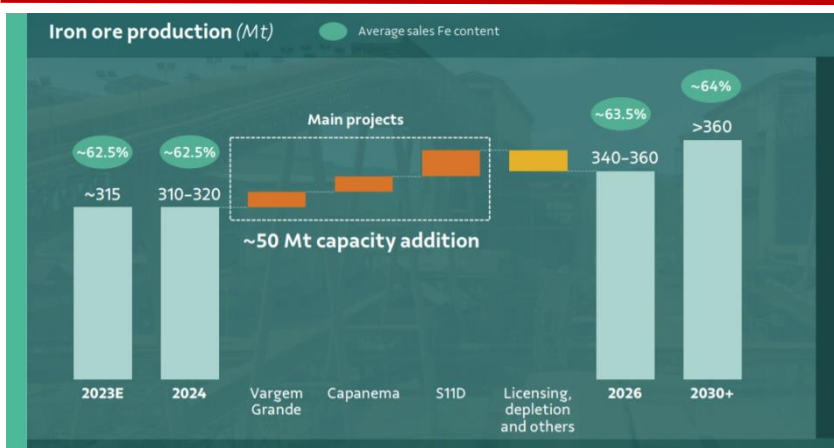 Iron ore production (Mt)
Average sales Fe content
~62.5%
~315
~62.5%
310–320
Main projects
~50 Mt capacity addition
~63.5%
340–360
~64%
>360
2023E
2024
Vargem
Grande
Capanema
S11D
Licensing,
depletion
and others
2026
2030+